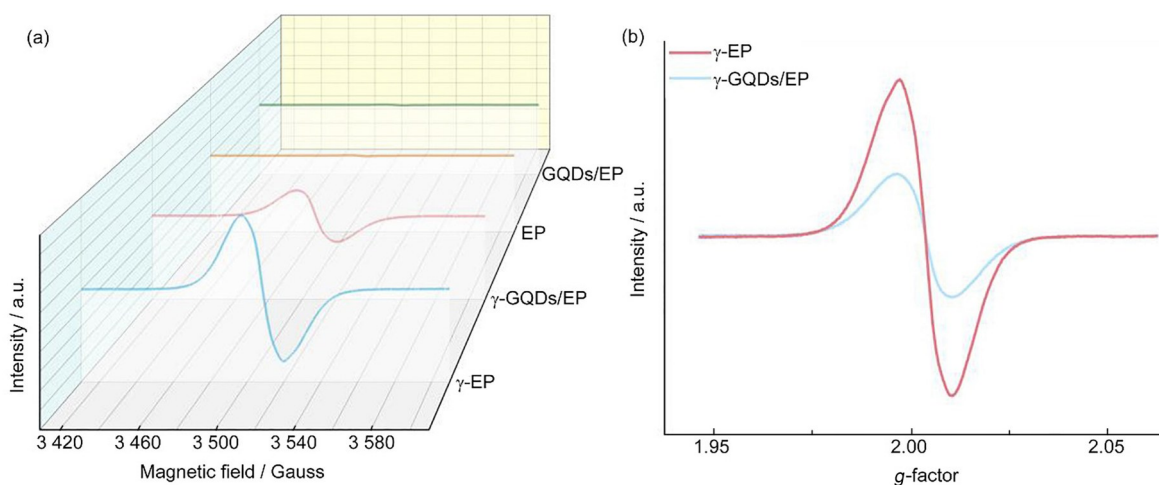 (a)
GQDs/EP
EP
γ-GQDs/EP
γ-EP
Intensity / a.u.
3 420 3 460 3 500 3 540 3 580
Magnetic field / Gauss
(b)
γ-EP
γ-GQDs/EP
Intensity / a.u.
1.95 2.00 2.05
g-factor